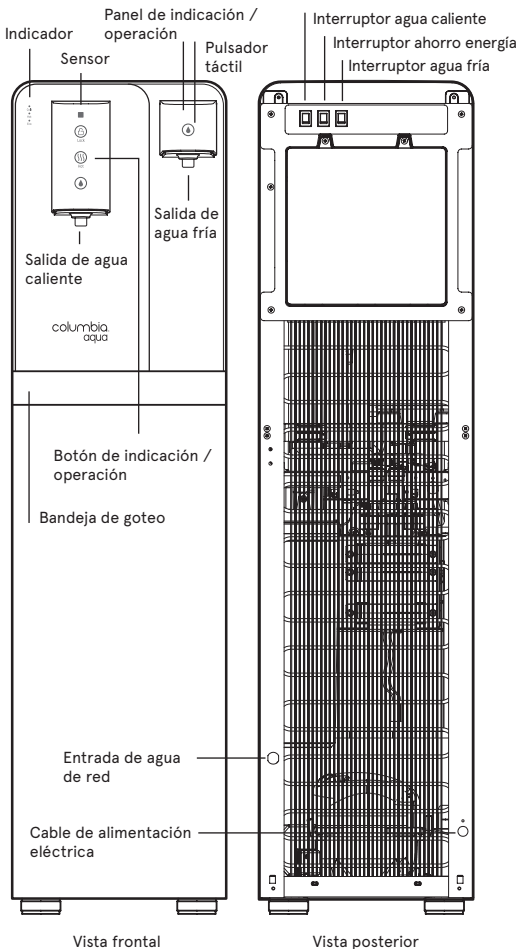 Panel de indicación /
operación
Indicador
Sensor
Pulsador
táctil
Interruptor agua caliente
Interruptor ahorro energía
Interruptor agua fría
LOCK
Salida de
agua fría
Salida de agua
caliente
columbia
aqua
Botón de indicación /
operación
Bandeja de goteo
Entrada de agua
de red
Cable de alimentación
eléctrica
Vista frontal
Vista posterior